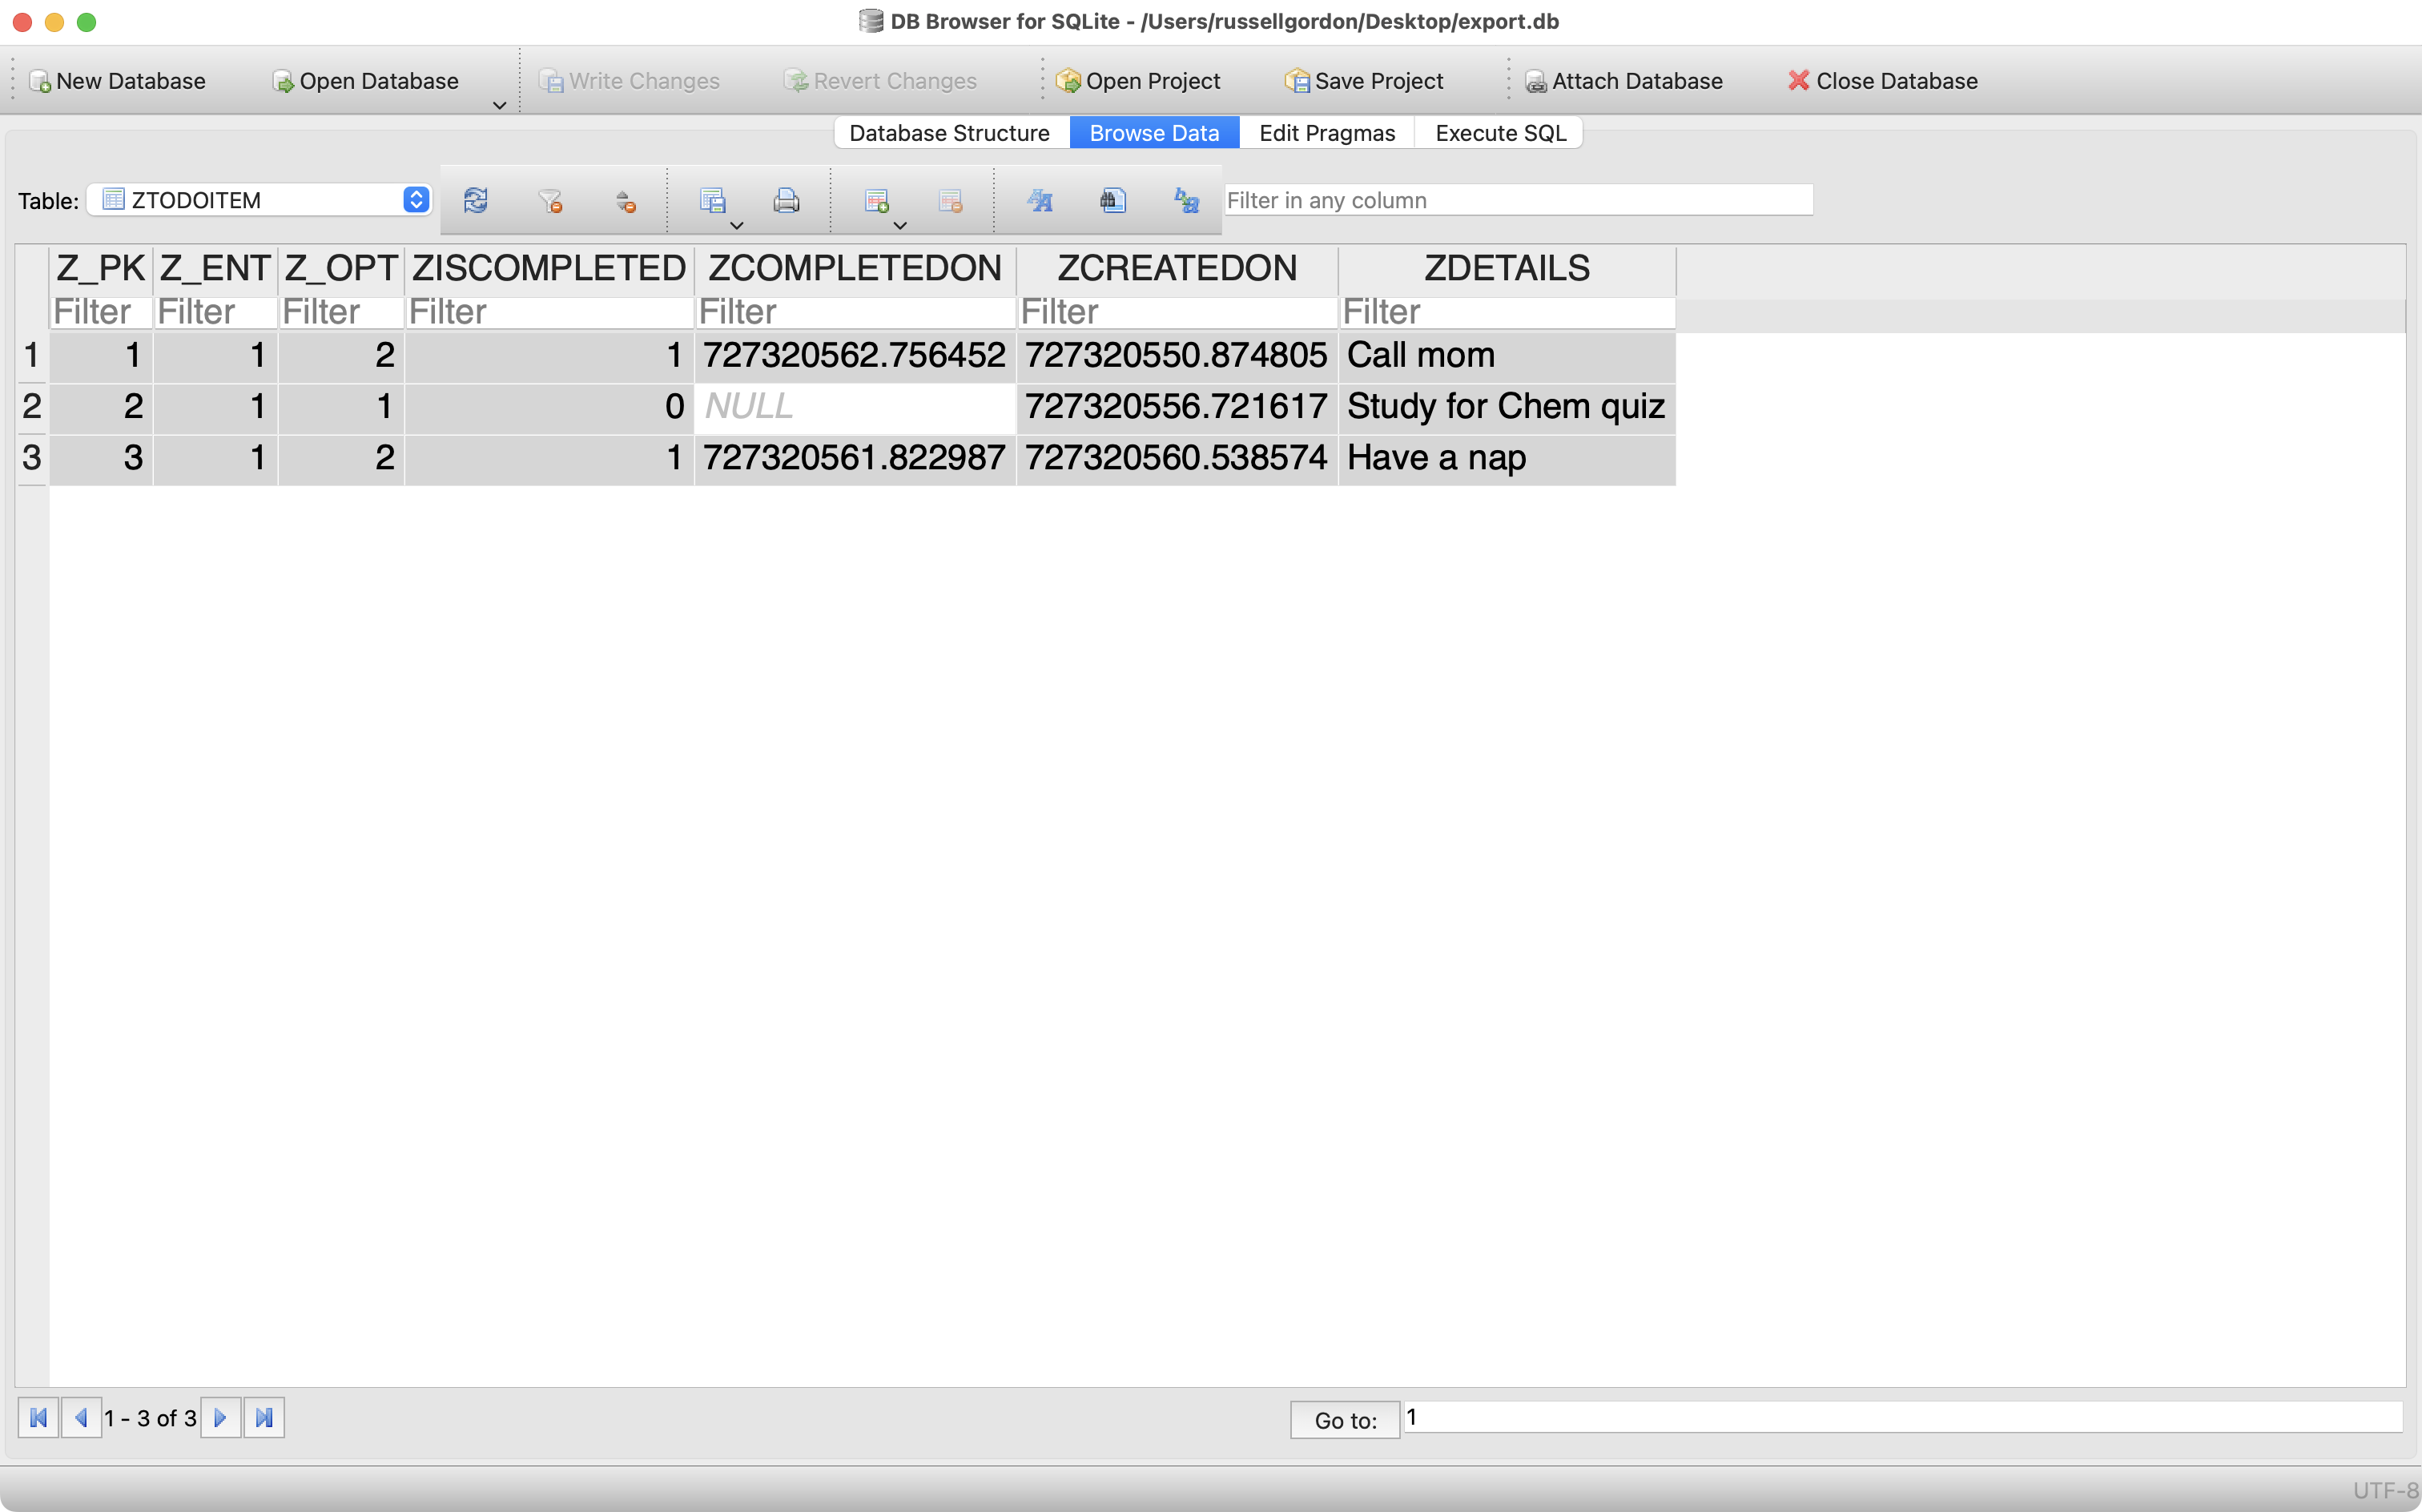 DB Browser for SQLite - /Users/russellgordon/Desktop/export.db
New Database Open Database Write Changes Revert Changes Open Project Save Project Attach Database Close Database
Database Structure Browse Data Edit Pragmas Execute SQL
Table: ZTODOITEM Filter in any column
Z_PK Z_ENT Z_OPT ZISCOMPLETED ZCOMPLETEDON ZCREATEDON ZDETAILS
Filter Filter Filter Filter Filter Filter Filter
1 1 1 2 1 727320562.756452 727320550.874805 Call mom
2 2 1 1 0 NULL 727320556.721617 Study for Chem quiz
3 3 1 2 1 727320561.822987 727320560.538574 Have a nap
1 - 3 of 3 Go to: 1
UTF-8